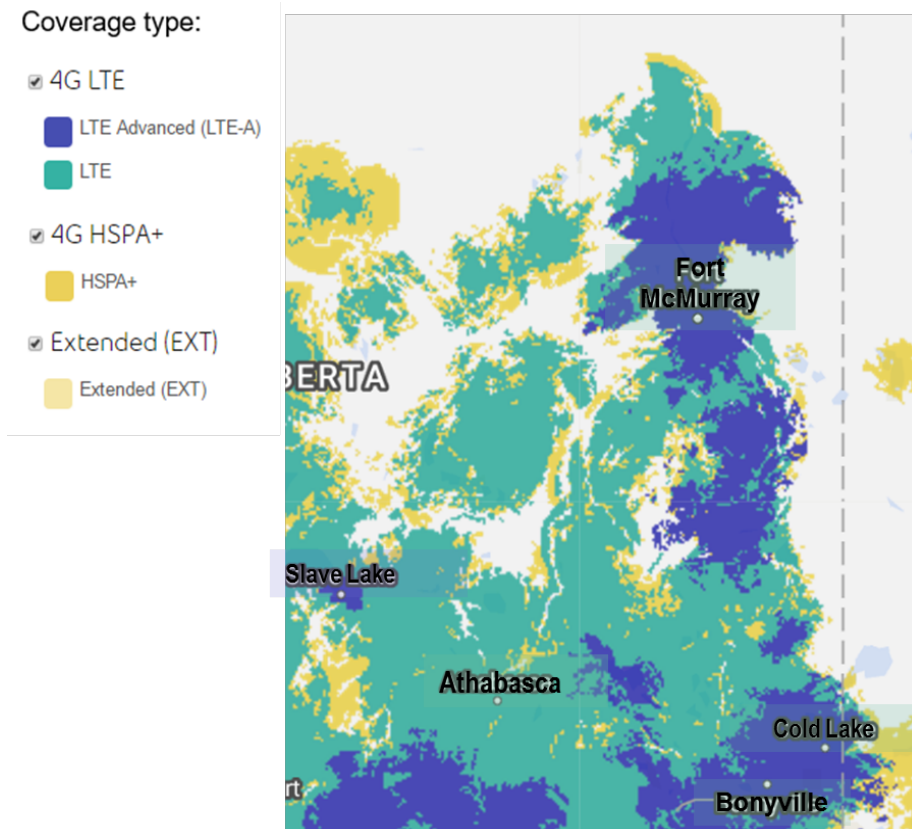 Coverage type:
4G LTE
LTE Advanced (LTE-A)
LTE
4G HSPA+
HSPA+
Extended (EXT)
Extended (EXT)
Fort
McMurray
BERTA
Slave Lake
Athabasca
Cold Lake
rt
Bonyville